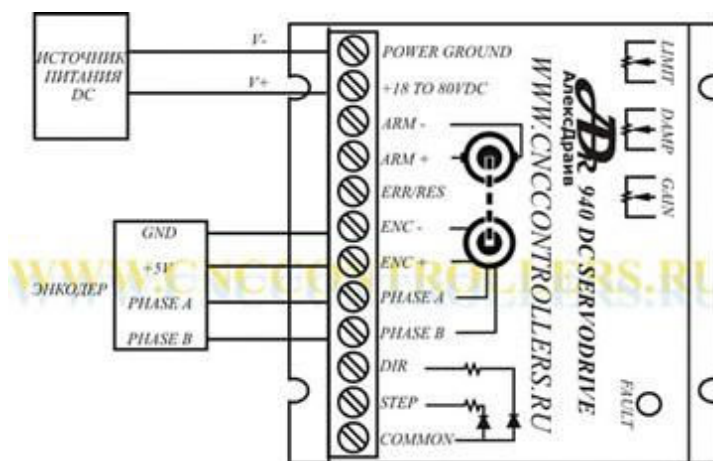 ИСТОЧНИК
ПИТАНИЯ
DC
V-
V+
POWER GROUND
+18 TO 80VDC
ARM -
ARM +
ERR/RES
ENC -
ENC +
PHASE A
PHASE B
DIR
STEP
COMMON
ЭНКОДЕР
GND
+5V
PHASE A
PHASE B
WWW.CNCCONTROLLERS.RU
WWW.CNCCONTROLLERS.RU
АлексДрайв
ADR 940 DC SERVODRIVE
LIMIT
DAMP
GAIN
FAULT